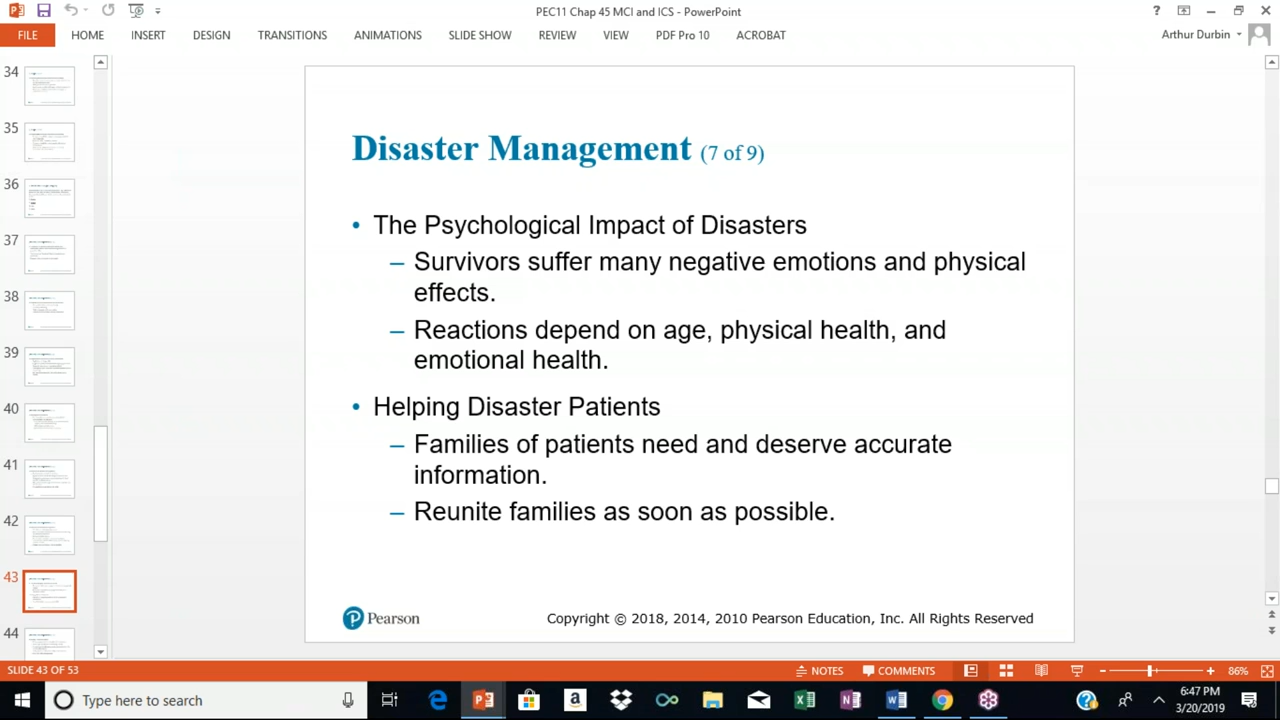 PEC11 Chap 45 MCI and ICS - PowerPoint
?
FILE HOME INSERT DESIGN TRANSITIONS ANIMATIONS SLIDE SHOW REVIEW VIEW PDF Pro 10 ACROBAT Arthur Durbin
34
35
36
37
38
39
40
41
42
43
44
Disaster Management (7 of 9)
• The Psychological Impact of Disasters
– Survivors suffer many negative emotions and physical
effects.
– Reactions depend on age, physical health, and
emotional health.
• Helping Disaster Patients
– Families of patients need and deserve accurate
information.
– Reunite families as soon as possible.
Pearson
Copyright © 2018, 2014, 2010 Pearson Education, Inc. All Rights Reserved
SLIDE 43 OF 53 NOTES COMMENTS 86%
Type here to search
6:47 PM
3/20/2019